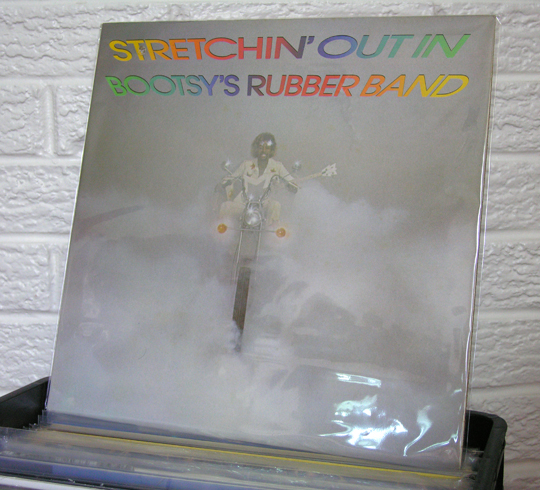 STRETCHIN' OUT IN
BOOTSY'S RUBBER BAND